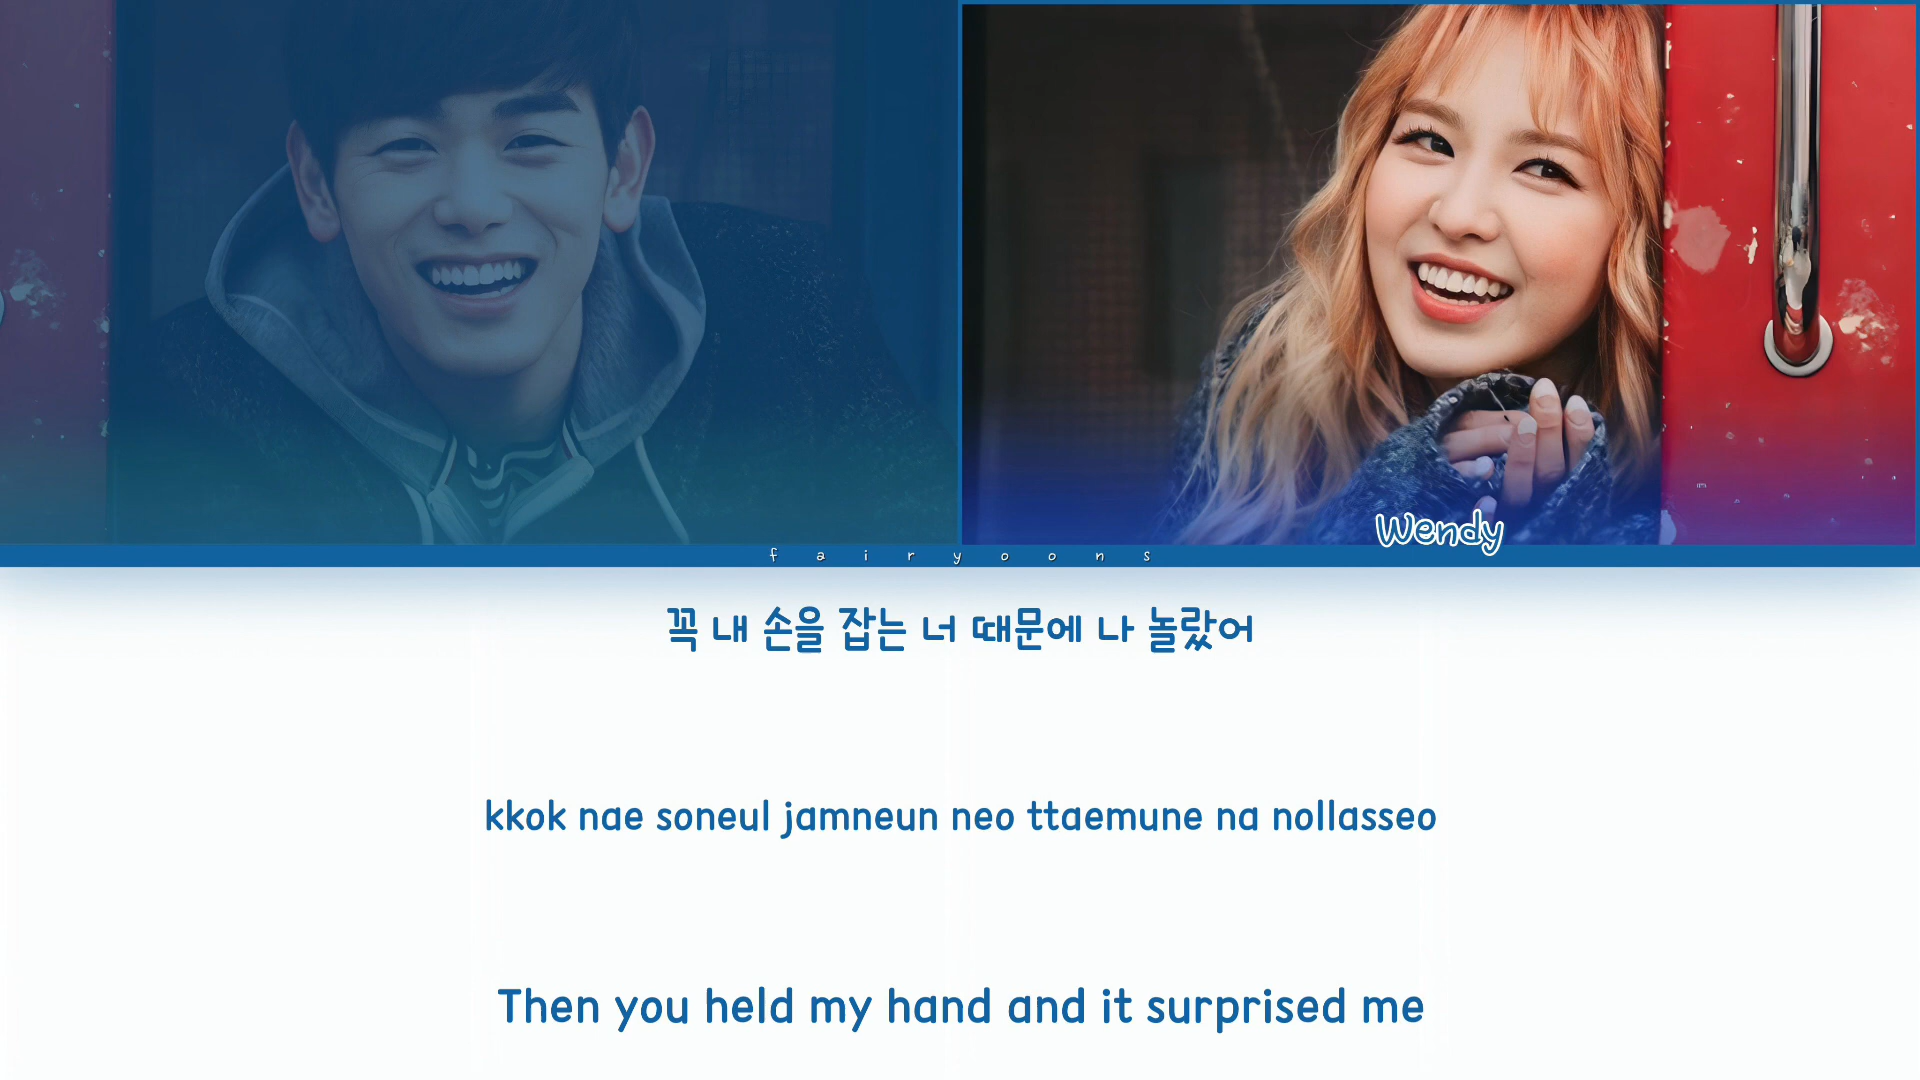 Wendy
fairyoons
꼭 내 손을 잡는 너 때문에 나 놀랐어
kkok nae soneul jamneun neo ttaemune na nollasseo
Then you held my hand and it surprised me